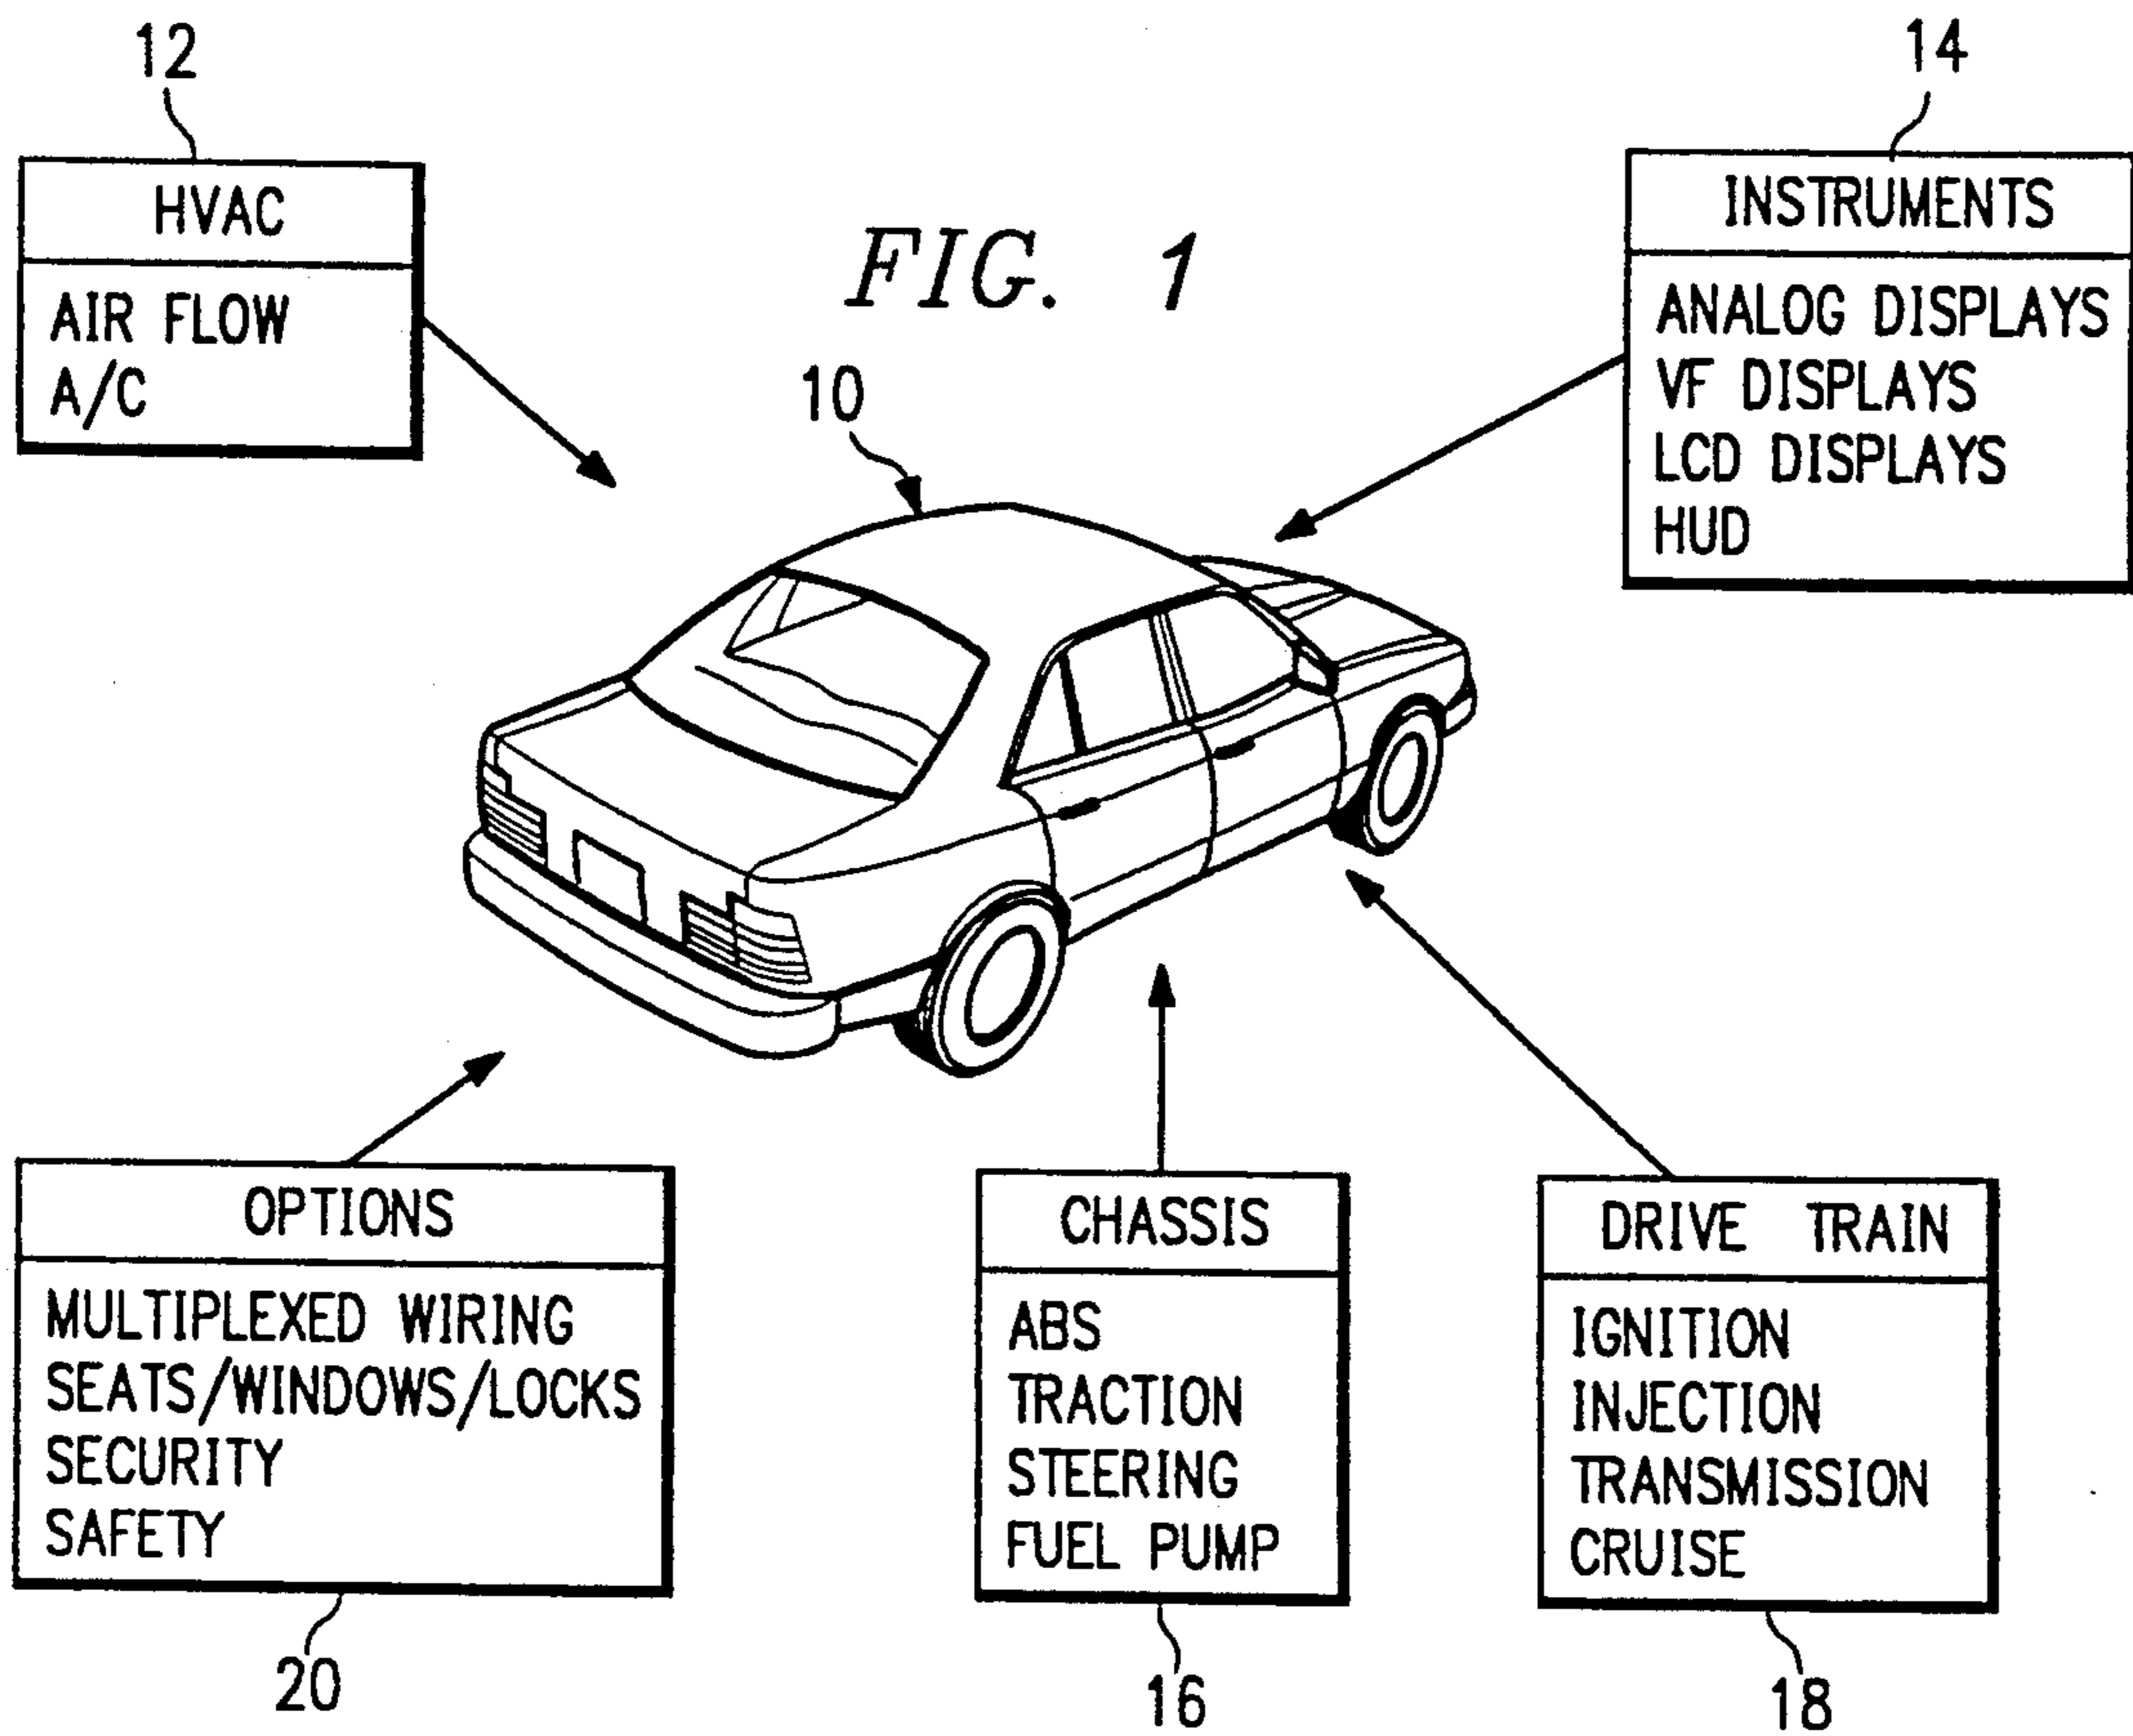 12
HVAC
AIR FLOW
A/C
FIG. 1
10
14
INSTRUMENTS
ANALOG DISPLAYS
VF DISPLAYS
LCD DISPLAYS
HUD
OPTIONS
MULTIPLEXED WIRING
SEATS/WINDOWS/LOCKS
SECURITY
SAFETY
20
CHASSIS
ABS
TRACTION
STEERING
FUEL PUMP
16
DRIVE TRAIN
IGNITION
INJECTION
TRANSMISSION
CRUISE
18